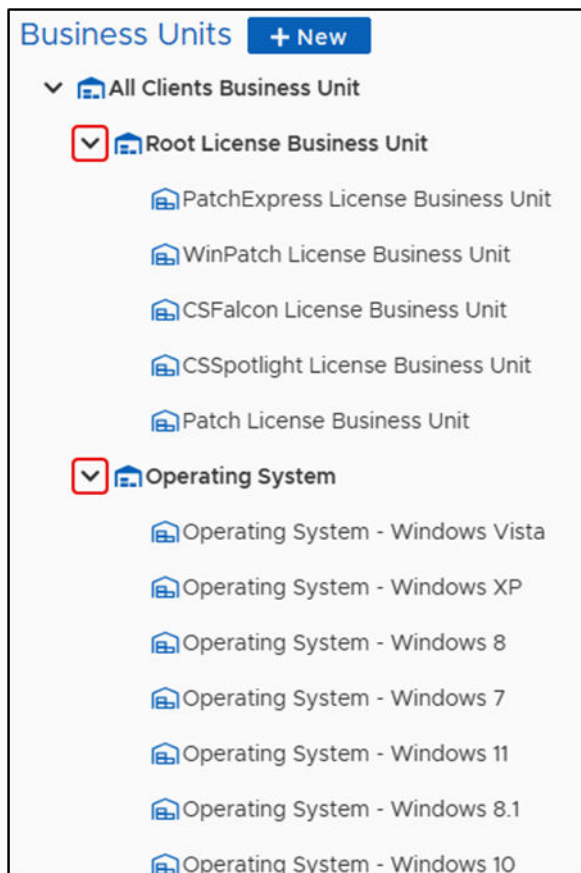 Business Units + New
All Clients Business Unit
Root License Business Unit
PatchExpress License Business Unit
WinPatch License Business Unit
CSFalcon License Business Unit
CSSpotlight License Business Unit
Patch License Business Unit
Operating System
Operating System - Windows Vista
Operating System - Windows XP
Operating System - Windows 8
Operating System - Windows 7
Operating System - Windows 11
Operating System - Windows 8.1
Operating System - Windows 10